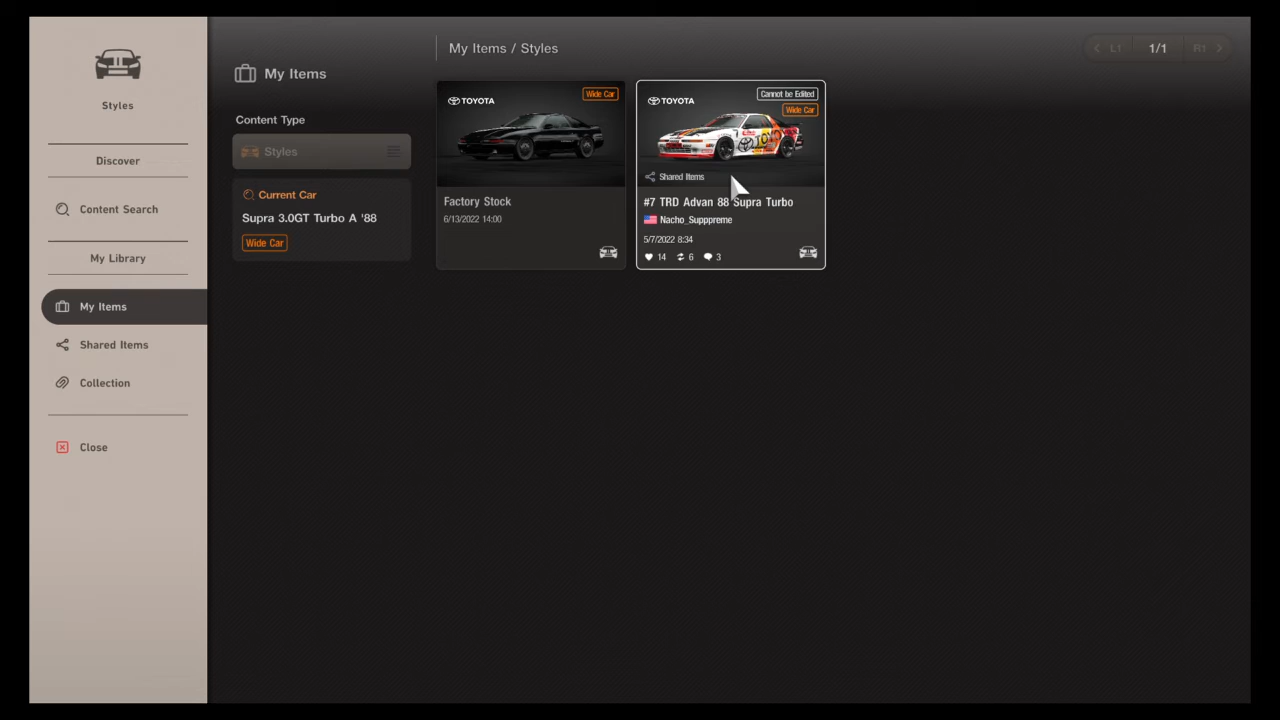 Styles
Discover
Content Search
My Library
My Items
Shared Items
Collection
Close
My Items
Content Type
Styles
Current Car
Supra 3.0GT Turbo A '88
Wide Car
My Items / Styles
L1
1/1
R1
TOYOTA
Wide Car
Factory Stock
6/13/2022 14:00
TOYOTA
Cannot be Edited
Wide Car
Shared Items
#7 TRD Advan 88 Supra Turbo
Nacho_Supppreme
5/7/2022 8:34
14 6 3